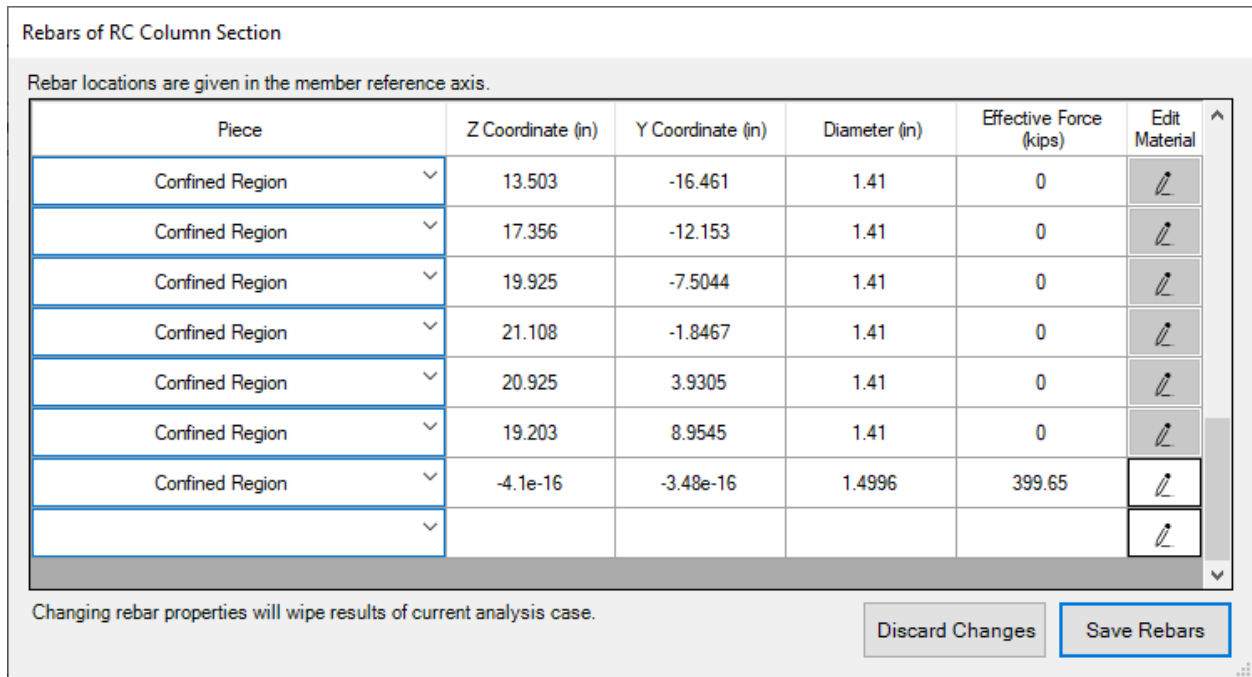 Rebars of RC Column Section
Rebar locations are given in the member reference axis.
Piece Z Coordinate (in) Y Coordinate (in) Diameter (in) Effective Force (kips) Edit Material
Confined Region 13.503 -16.461 1.41 0
Confined Region 17.356 -12.153 1.41 0
Confined Region 19.925 -7.5044 1.41 0
Confined Region 21.108 -1.8467 1.41 0
Confined Region 20.925 3.9305 1.41 0
Confined Region 19.203 8.9545 1.41 0
Confined Region -4.1e-16 -3.48e-16 1.4996 399.65
Changing rebar properties will wipe results of current analysis case.
Discard Changes Save Rebars